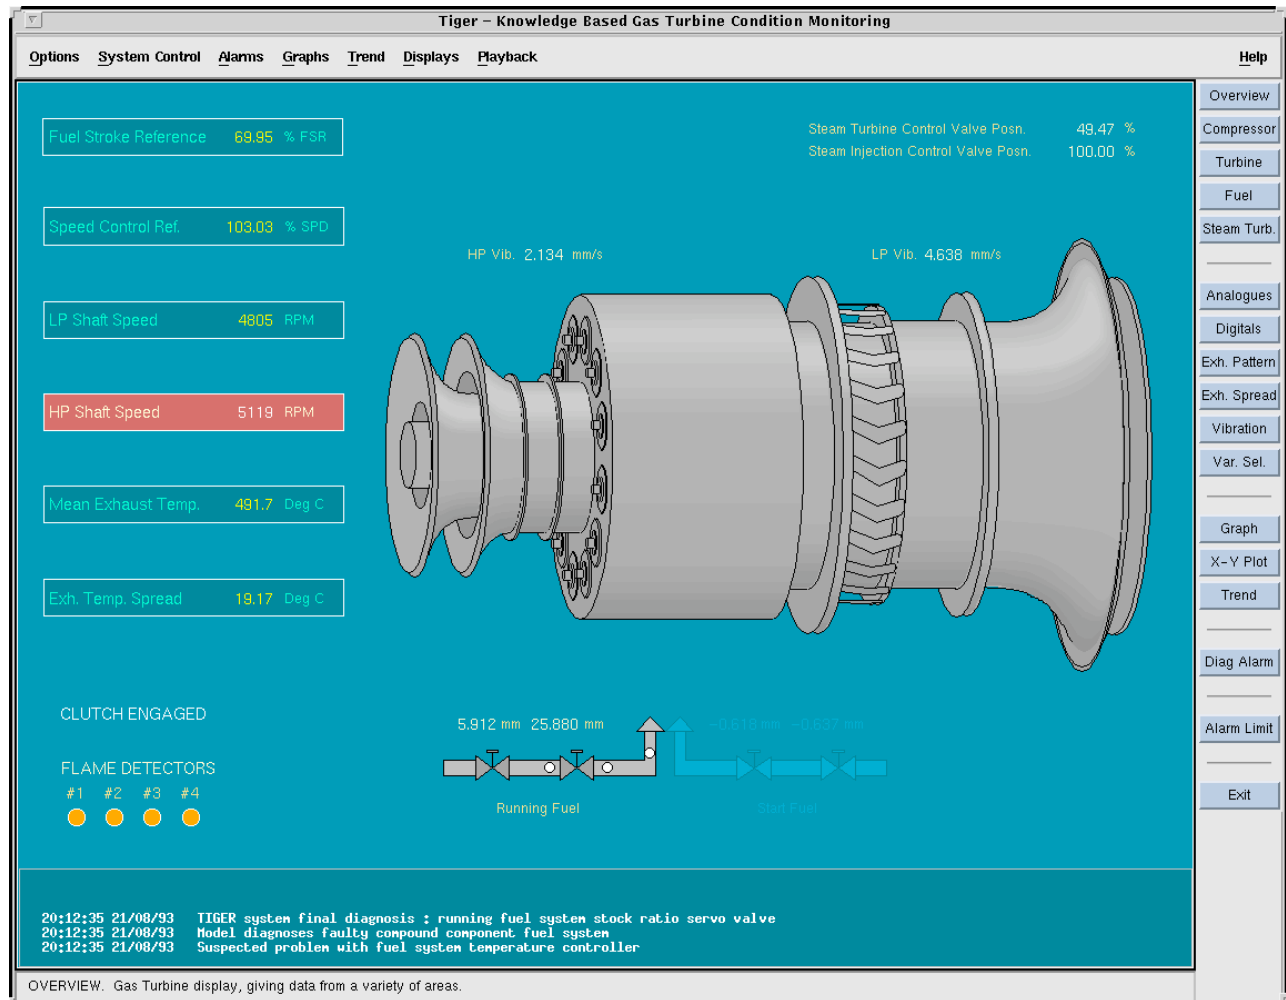 Tiger – Knowledge Based Gas Turbine Condition Monitoring
Options System Control Alarms Graphs Trend Displays Playback Help
Fuel Stroke Reference 69.95 % FSR
Speed Control Ref. 103.03 % SPD
LP Shaft Speed 4805 RPM
HP Shaft Speed 5119 RPM
Mean Exhaust Temp. 491.7 Deg C
Exh. Temp. Spread 19.17 Deg C
CLUTCH ENGAGED
FLAME DETECTORS
#1 #2 #3 #4
Steam Turbine Control Valve Posn. 49.47 %
Steam Injection Control Valve Posn. 100.00 %
HP Vib. 2.134 mm/s
LP Vib. 4.638 mm/s
5.912 mm 25.880 mm
-0.618 mm -0.637 mm
Running Fuel
Start Fuel
Overview
Compressor
Turbine
Fuel
Steam Turb.
Analogues
Digitals
Exh. Pattern
Exh. Spread
Vibration
Var. Sel.
Graph
X-Y Plot
Trend
Diag Alarm
Alarm Limit
Exit
20:12:35 21/08/93 TIGER system final diagnosis : running fuel system stock ratio servo valve
20:12:35 21/08/93 Model diagnoses faulty compound component fuel system
20:12:35 21/08/93 Suspected problem with fuel system temperature controller
OVERVIEW. Gas Turbine display, giving data from a variety of areas.